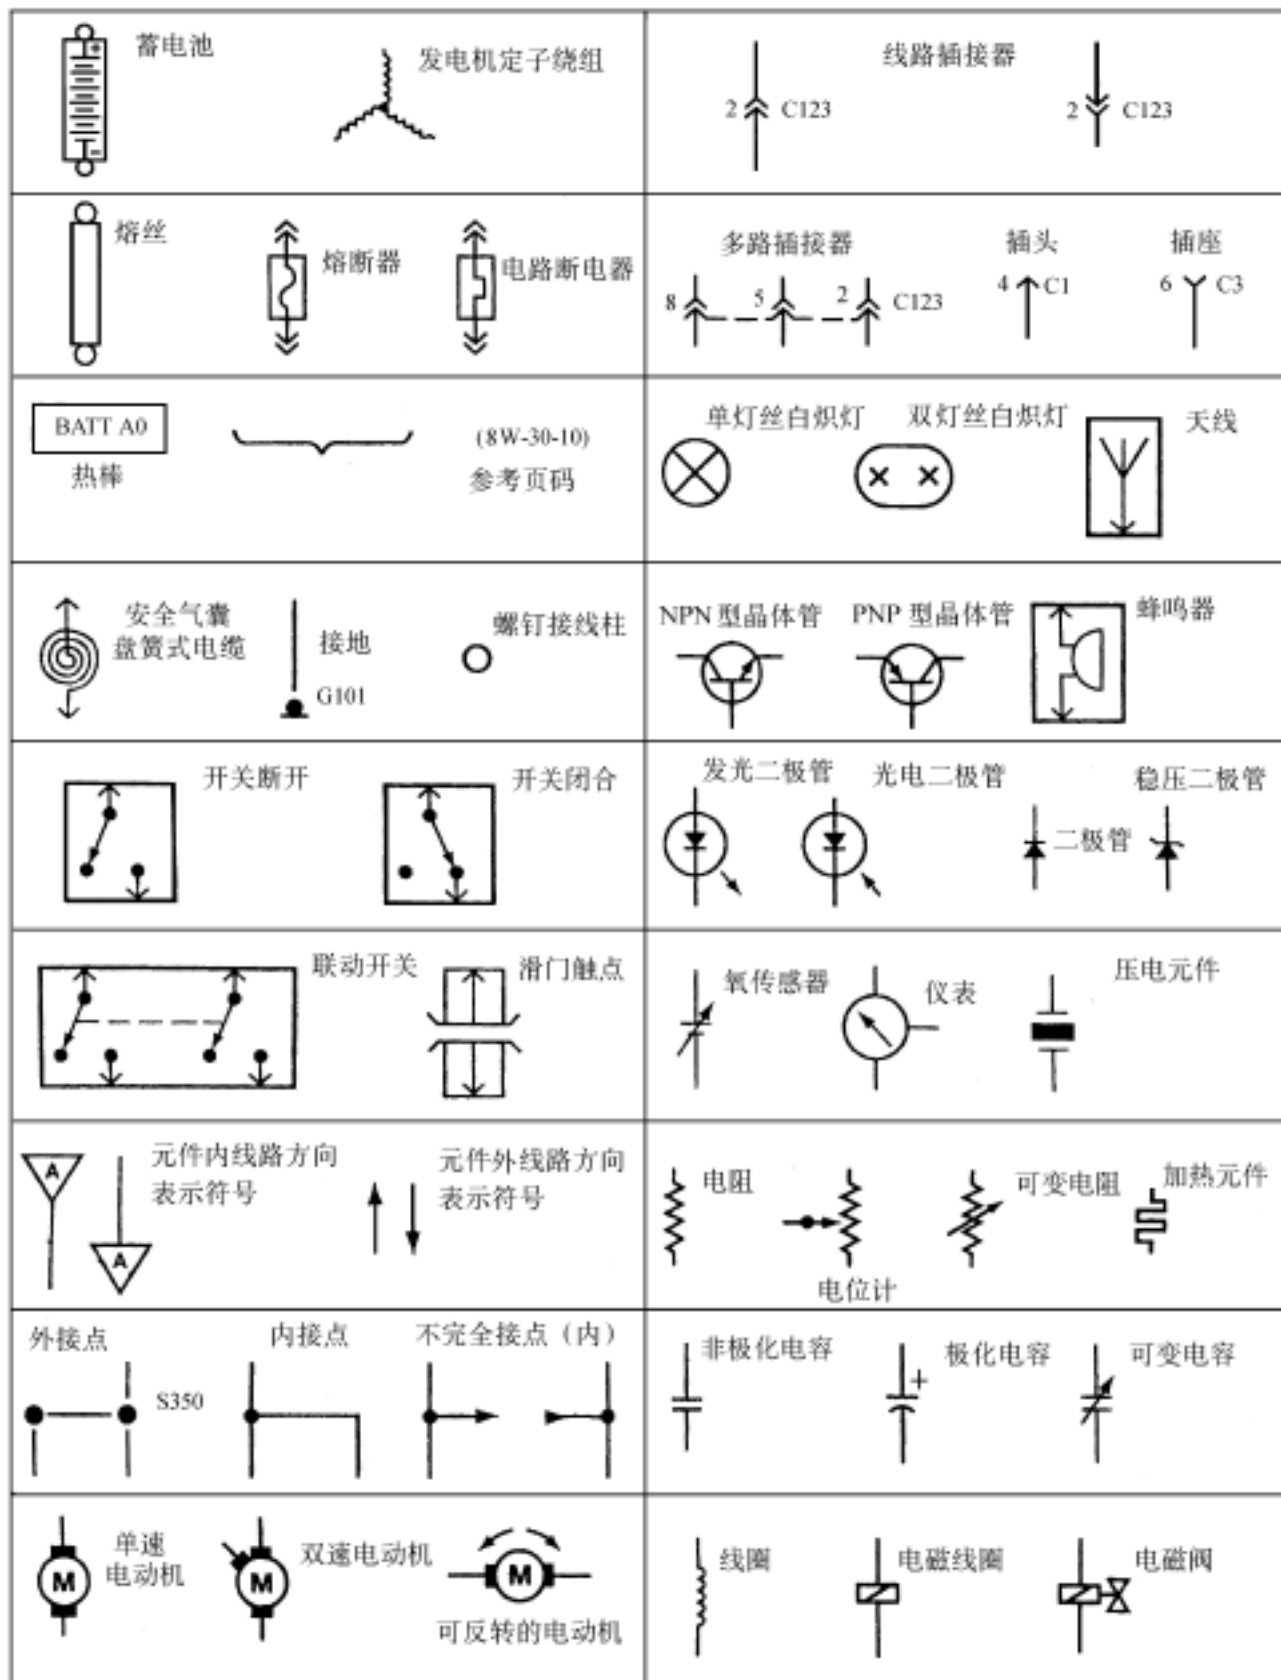 蓄电池
发电机定子绕组
+
-
线路插接器
2 C123
2 C123
熔丝
熔断器
电路断电器
多路插接器
插头
插座
8
5
2
C123
4 C1
6 C3
BATT A0
热棒
(8W-30-10)
参考页码
单灯丝白炽灯
双灯丝白炽灯
天线
安全气囊
盘簧式电缆
接地
G101
螺钉接线柱
NPN 型晶体管
PNP 型晶体管
蜂鸣器
开关断开
开关闭合
发光二极管
光电二极管
二极管
稳压二极管
联动开关
滑门触点
氧传感器
仪表
压电元件
A
A
元件内线路方向
表示符号
元件外线路方向
表示符号
电阻
电位计
可变电阻
加热元件
外接点
S350
内接点
不完全接点（内）
非极化电容
极化电容
+
可变电容
M
单速
电动机
M
双速电动机
M
可反转的电动机
线圈
电磁线圈
电磁阀